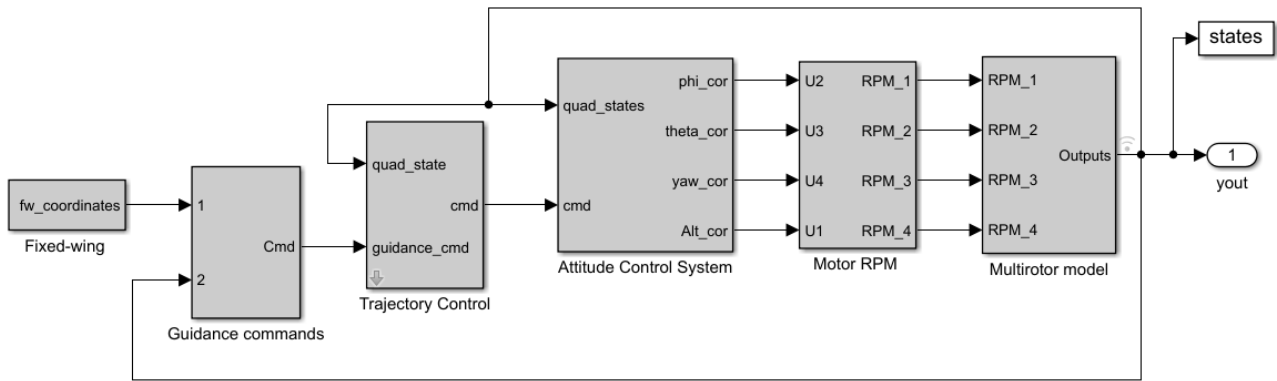 fw_coordinates
Fixed-wing
1
2
Cmd
Guidance commands
quad_state
guidance_cmd
cmd
Trajectory Control
quad_states
cmd
phi_cor
theta_cor
yaw_cor
Alt_cor
Attitude Control System
U2
U3
U4
U1
RPM_1
RPM_2
RPM_3
RPM_4
Motor RPM
RPM_1
RPM_2
RPM_3
RPM_4
Outputs
Multirotor model
states
1
yout